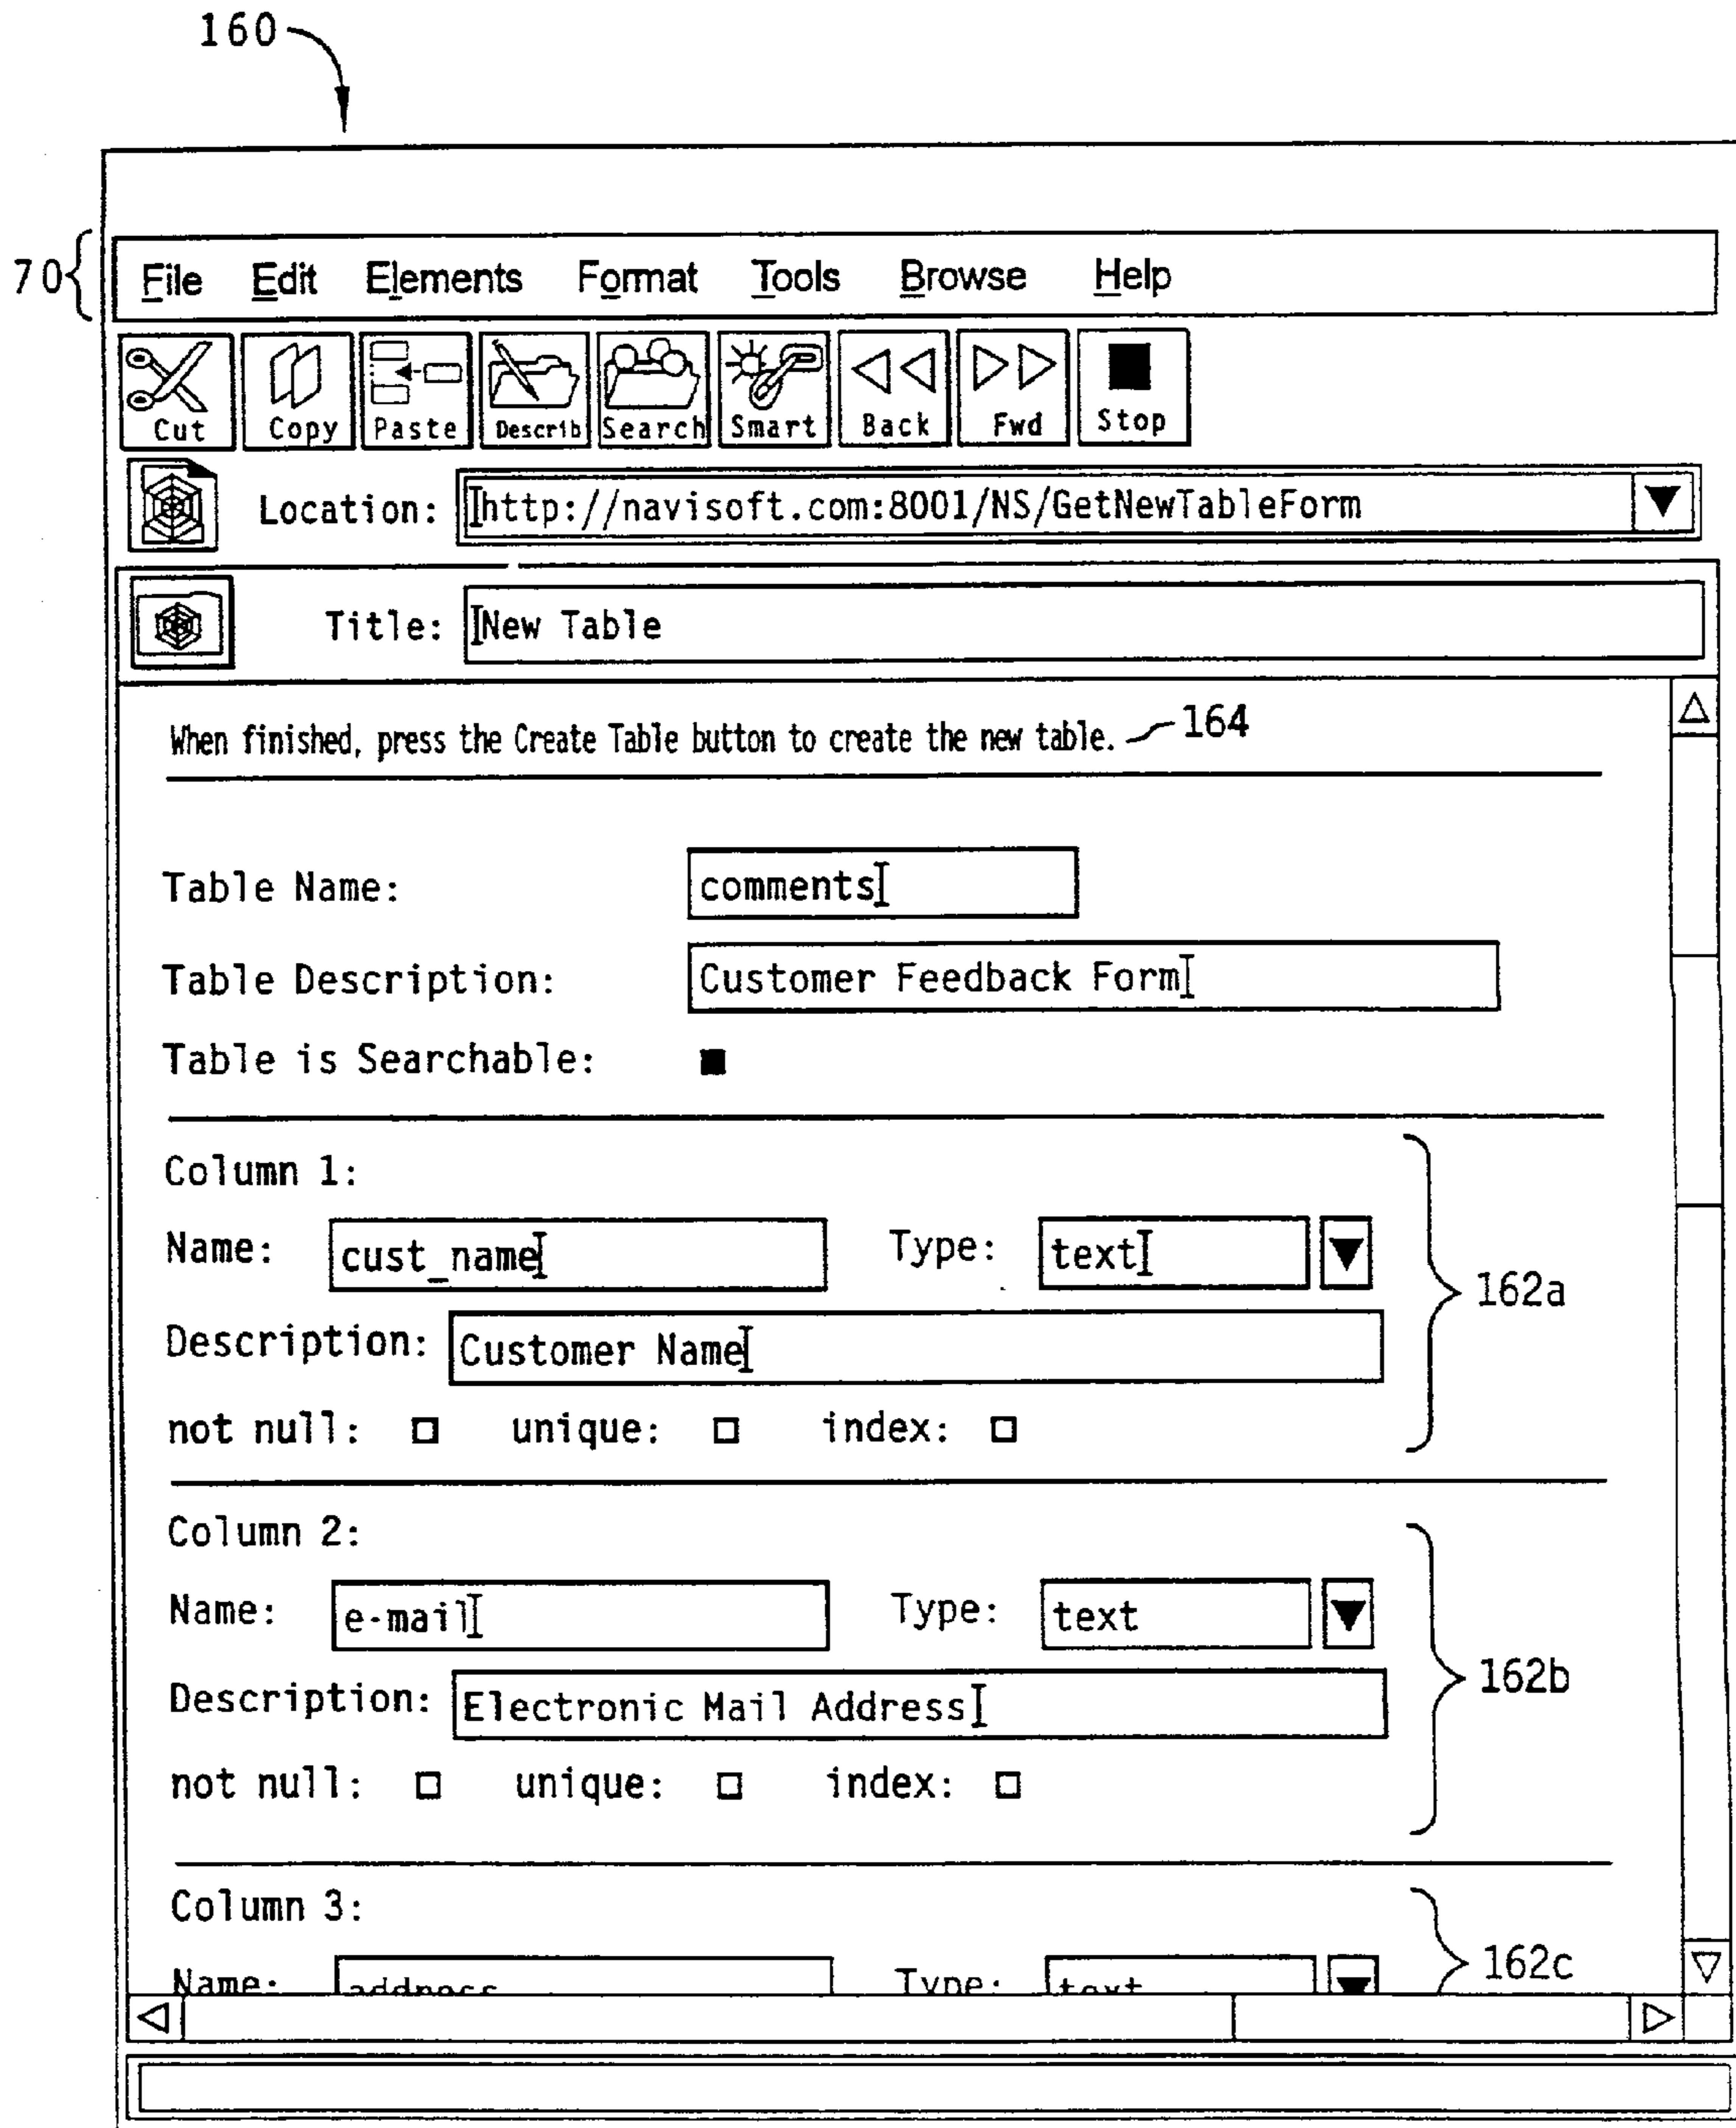 160
70
File Edit Elements Format Tools Browse Help
Cut Copy Paste Describ Search Smart Back Fwd Stop
Location: http://navisoft.com:8001/NS/GetNewTableForm
Title: New Table
When finished, press the Create Table button to create the new table. 164
Table Name: comments
Table Description: Customer Feedback Form
Table is Searchable:
Column 1:
Name: cust_name Type: text
162a
Description: Customer Name
not null: unique: index:
Column 2:
Name: e-mail Type: text
162b
Description: Electronic Mail Address
not null: unique: index:
Column 3:
Name: address Type: text
162c